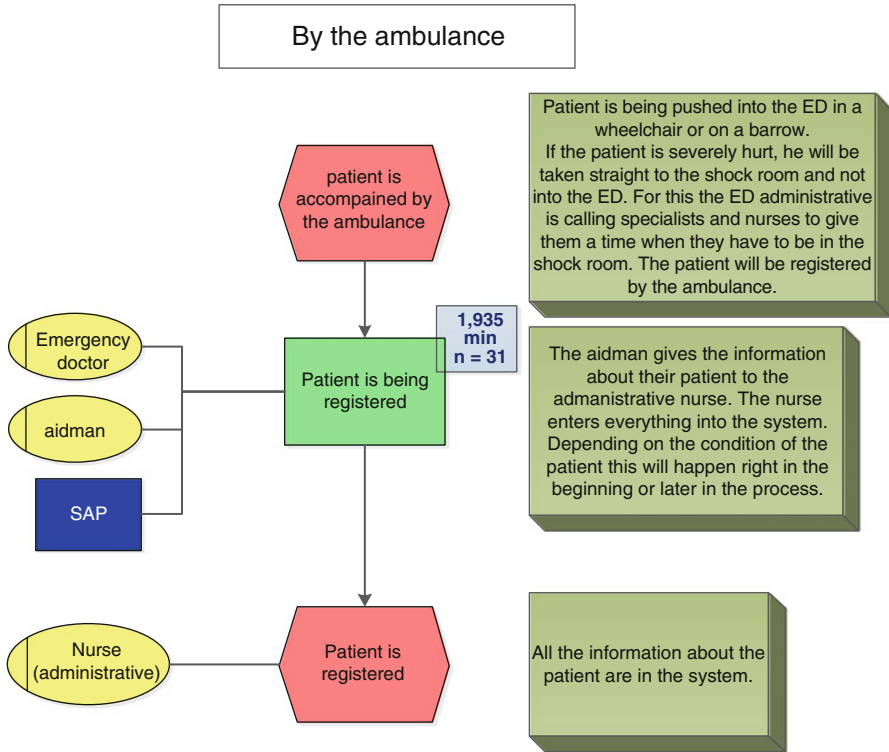 By the ambulance
patient is
accompained by
the ambulance
Patient is being pushed into the ED in a
wheelchair or on a barrow.
If the patient is severely hurt, he will be
taken straight to the shock room and not
into the ED. For this the ED administrative
is calling specialists and nurses to give
them a time when they have to be in the
shock room. The patient will be registered
by the ambulance.
1,935
min
n = 31
Emergency
doctor
aidman
SAP
Patient is being
registered
The aidman gives the information
about their patient to the
admanistrative nurse. The nurse
enters everything into the system.
Depending on the condition of the
patient this will happen right in the
beginning or later in the process.
Nurse
(administrative)
Patient is
registered
All the information about the
patient are in the system.